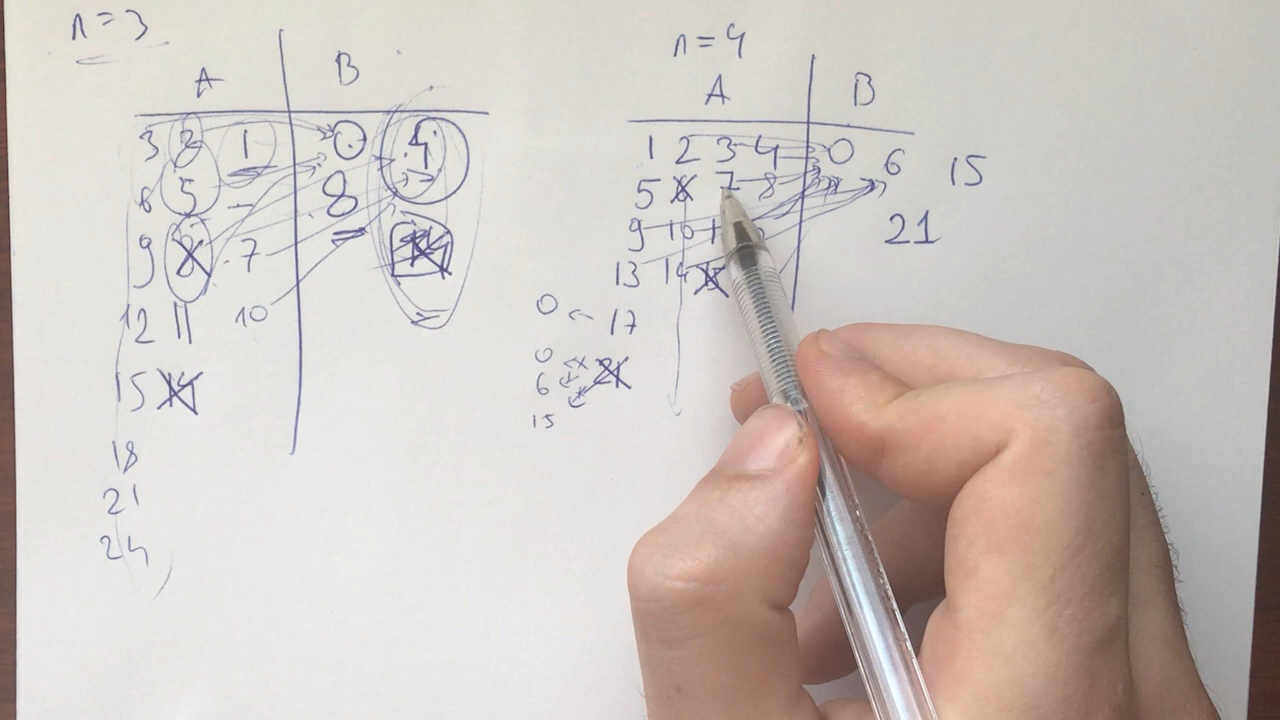 n=3
A B
3 2 1 0 4
6 5 8
9 8 7
12 11 10
15 14
18
21
24
n=4
A B
1 2 3 4 0 6 15
5 6 7 8
9 10 1 21
13 14 15
0 17
0 21
6
15